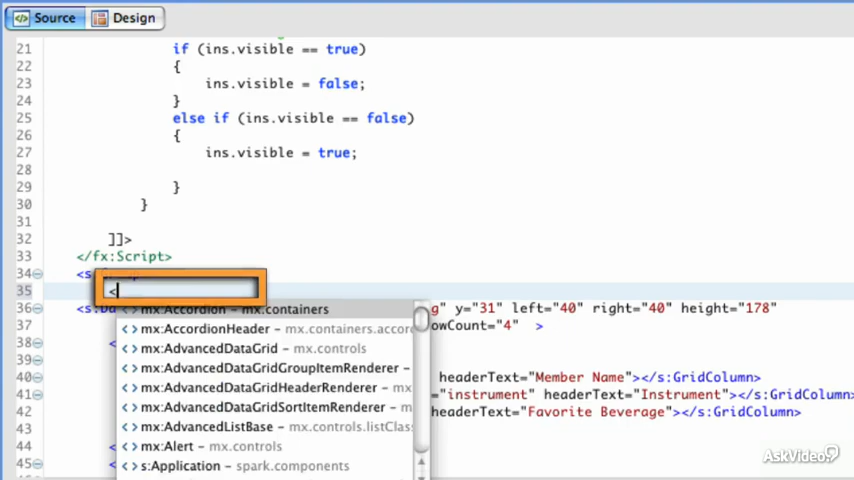 Source Design
21 if (ins.visible == true)
22 {
23 ins.visible = false;
24 }
25 else if (ins.visible == false)
26 {
27 ins.visible = true;
28
29 }
30 }
31
32 ]]>
33 </fx:Script>
34 <s
35 <
mx:Accordion – mx.containers
36 <s:Da g" y="31" left="40" right="40" height="178"
37 mx:AccordionHeader – mx.containers.accord owCount="4" >
38 < mx:AdvancedDataGrid – mx.controls
39 mx:AdvancedDataGridGroupItemRenderer –
40 headerText="Member Name"></s:GridColumn>
mx:AdvancedDataGridHeaderRenderer – m
41 ="instrument" headerText="Instrument"></s:GridColumn>
42 mx:AdvancedDataGridSortItemRenderer – m headerText="Favorite Beverage"></s:GridColumn>
mx:AdvancedListBase – mx.controls.listClass
44 < mx:Alert – mx.controls
45 < s:Application – spark.components
AskVideo